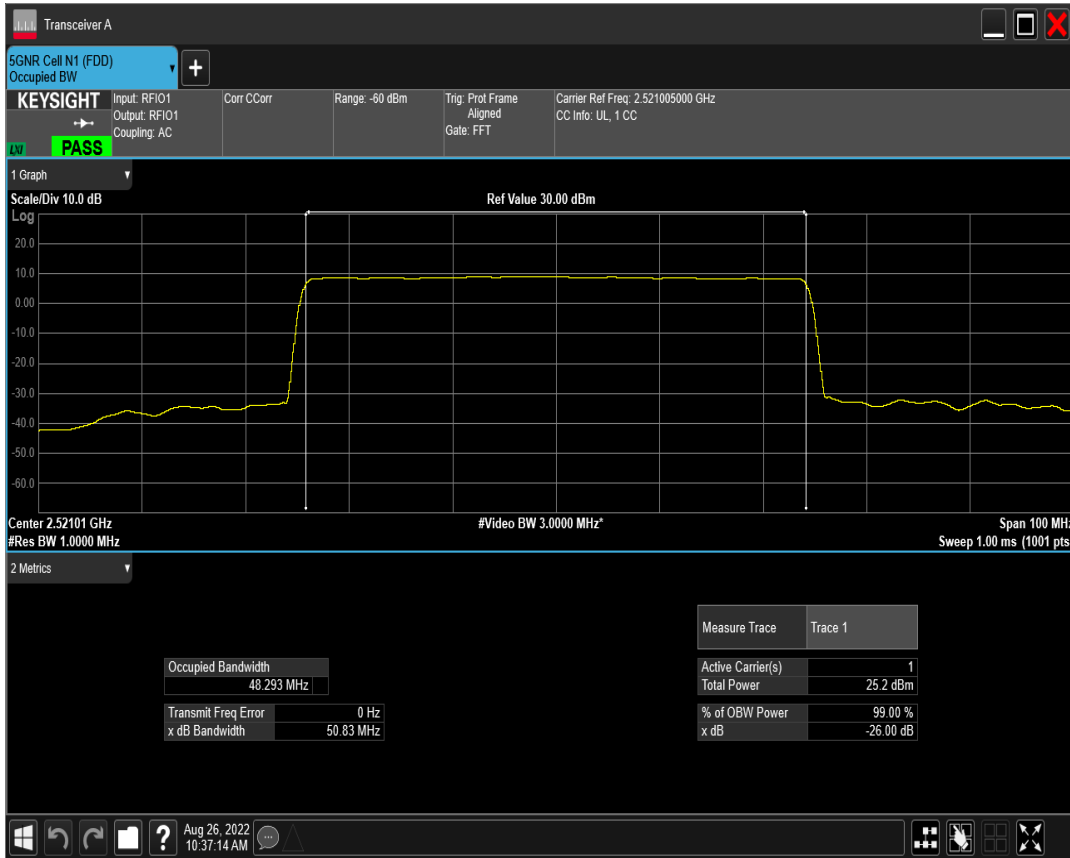 Transceiver A
5GNR Cell N1 (FDD)
Occupied BW
+
KEYSIGHT
LXI
PASS
Input: RFIO1
Output: RFIO1
Coupling: AC
Corr CCorr
Range: -60 dBm
Trig: Prot Frame
Aligned
Gate: FFT
Carrier Ref Freq: 2.521005000 GHz
CC Info: UL, 1 CC
1 Graph
Scale/Div 10.0 dB
Ref Value 30.00 dBm
Log
20.0
10.0
0.00
-10.0
-20.0
-30.0
-40.0
-50.0
-60.0
Center 2.52101 GHz
#Video BW 3.0000 MHz*
Span 100 MHz
#Res BW 1.0000 MHz
Sweep 1.00 ms (1001 pts
2 Metrics
Measure Trace Trace 1
Occupied Bandwidth
48.293 MHz
Active Carrier(s) 1
Total Power 25.2 dBm
Transmit Freq Error 0 Hz
x dB Bandwidth 50.83 MHz
% of OBW Power 99.00 %
x dB -26.00 dB
?
Aug 26, 2022
10:37:14 AM